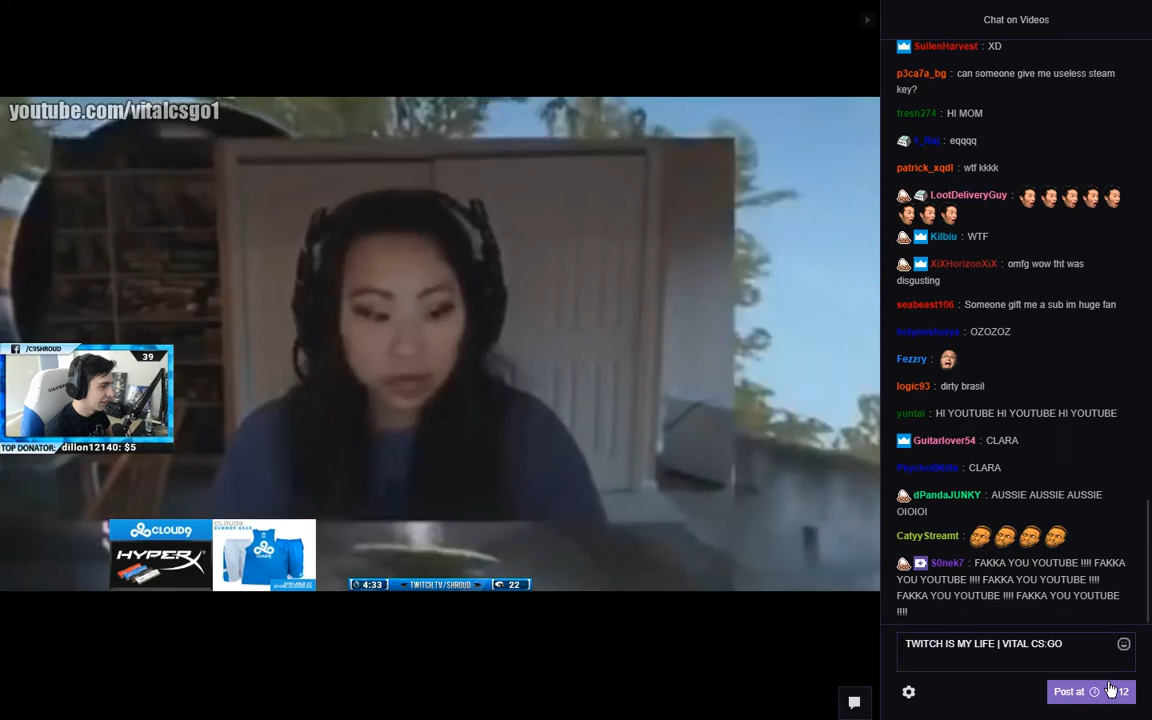 youtube.com/vitalcsgo1
/C9SHROUD
39
TOP DONATOR: dillon12140: $5
CLOUD9
HYPERX
CLOUD9
SUMMER GEAR
4:33
TWITCH.TV/SHROUD
22
Chat on Videos
SullenHarvest : XD
p3ca7a_bg : can someone give me useless steam
key?
fresh274 : HI MOM
: eqqqq
patrick_xqdl : wtf kkkk
LootDeliveryGuy :
Kilbiu : WTF
XiXHorizonXiX : omfg wow tht was
disgusting
seabeast106 : Someone gift me a sub im huge fan
: OZOZOZ
Fezzry :
logic93 : dirty brasil
yuntai : HI YOUTUBE HI YOUTUBE HI YOUTUBE
Guitarlover54 : CLARA
: CLARA
dPandaJUNKY : AUSSIE AUSSIE AUSSIE
OIOIOI
CatyyStreamt :
S0nek7 : FAKKA YOU YOUTUBE !!!! FAKKA
YOU YOUTUBE !!!! FAKKA YOU YOUTUBE !!!!
FAKKA YOU YOUTUBE !!!! FAKKA YOU YOUTUBE
!!!!
TWITCH IS MY LIFE | VITAL CS:GO
Post at 12